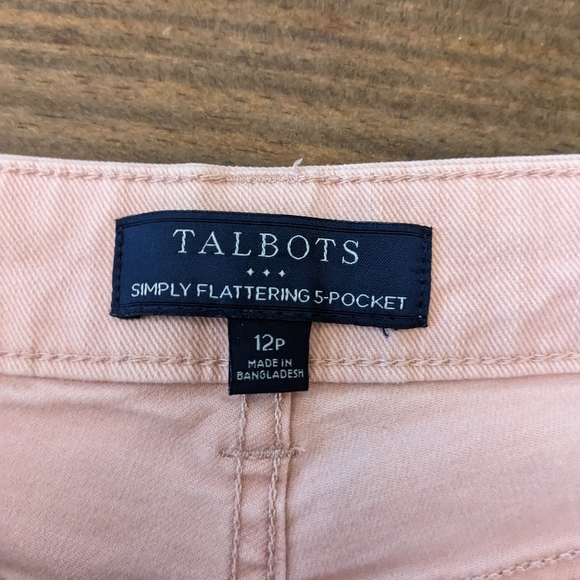 TALBOTS
SIMPLY FLATTERING 5-POCKET
12P
MADE IN
BANGLADESH